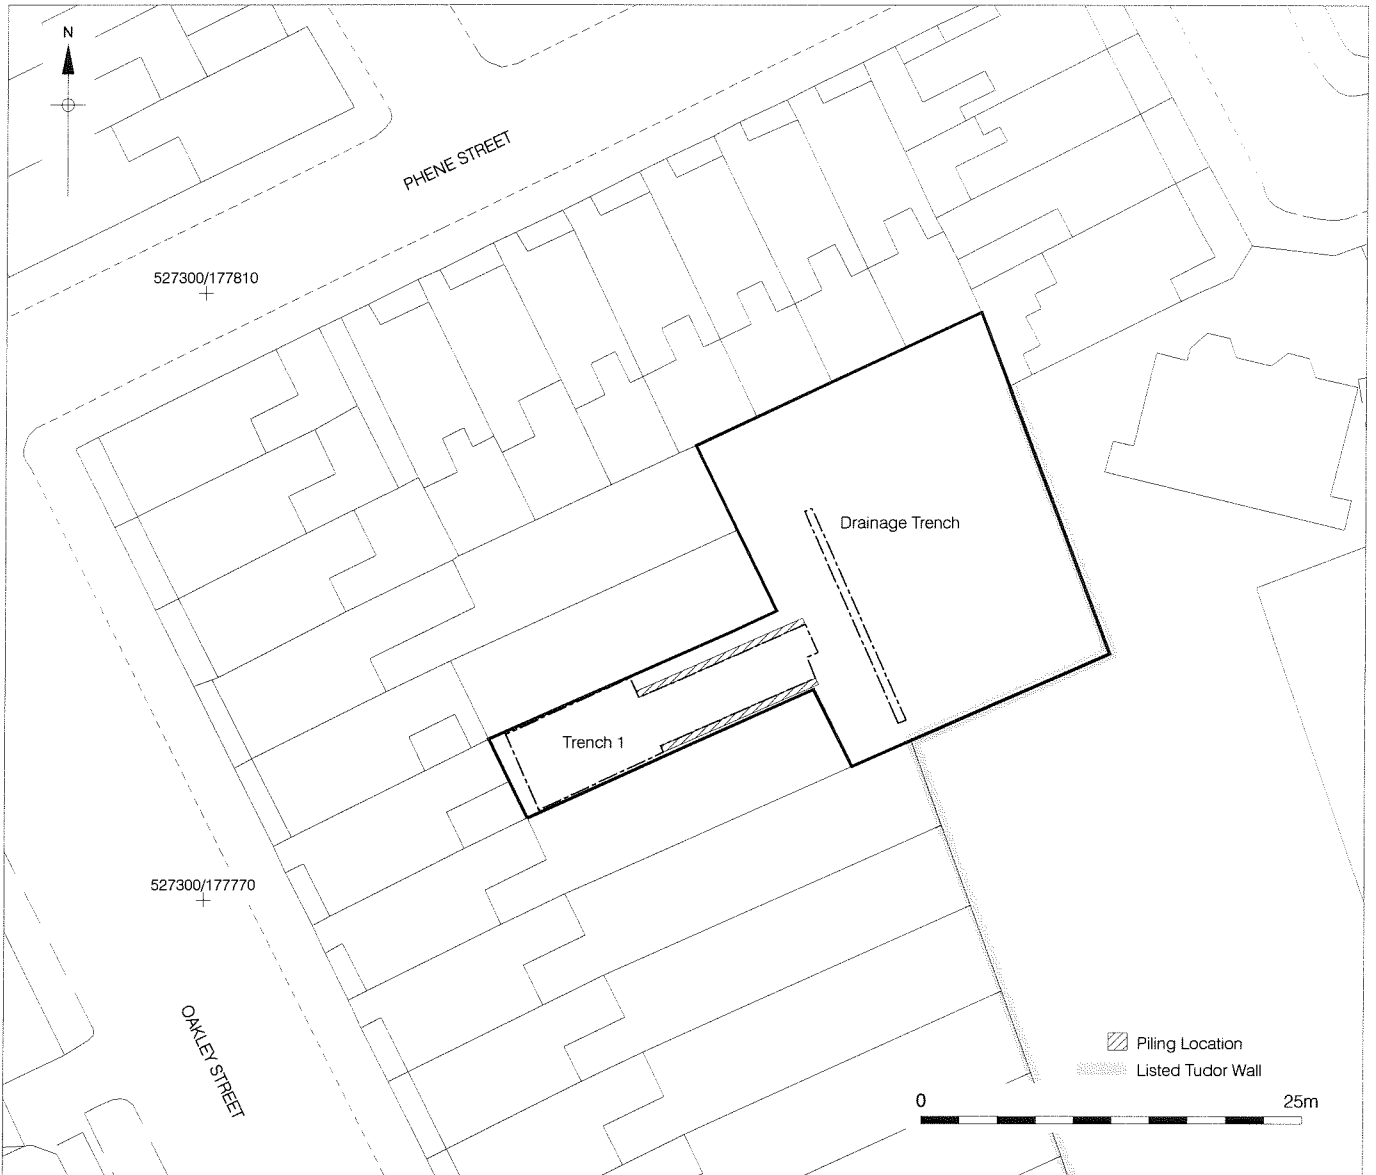 N
PHENE STREET
527300/177810
Drainage Trench
Trench 1
527300/177770
OAKLEY STREET
Piling Location
Listed Tudor Wall
0 25m